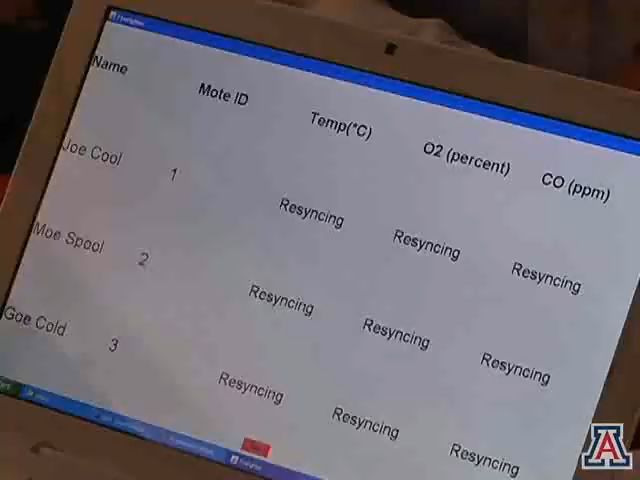 Firefighter
Name Mote ID Temp(*C) O2 (percent) CO (ppm)
Joe Cool 1 Resyncing Resyncing Resyncing
Moe Spool 2 Resyncing Resyncing Resyncing
Goe Cold 3 Resyncing Resyncing Resyncing
A